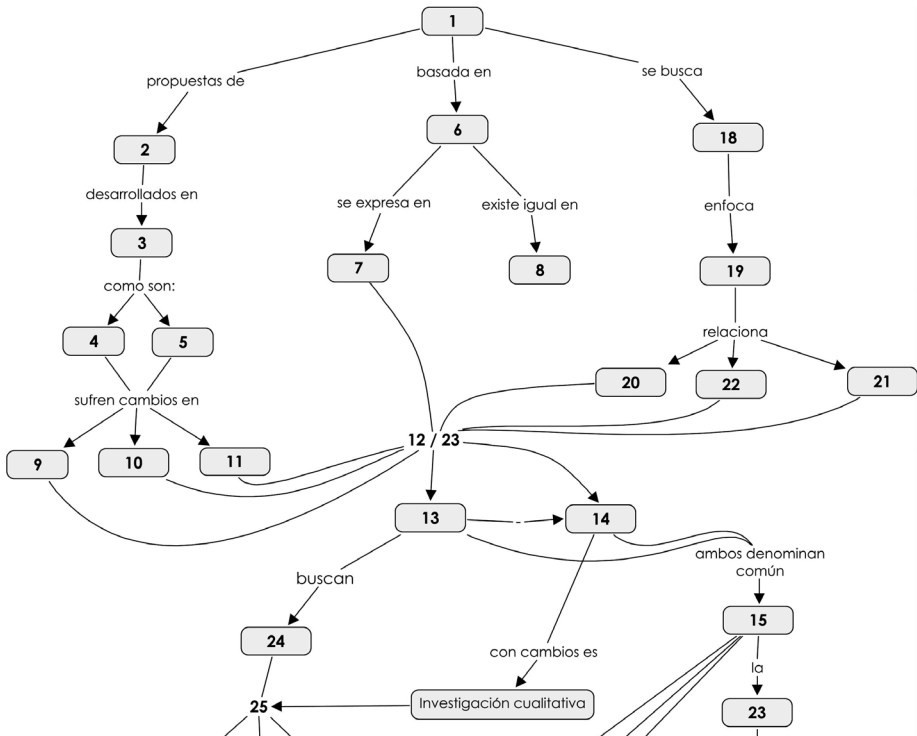 1
propuestas de
basada en
se busca
2
6
18
desarrollados en
se expresa en
existe igual en
enfoca
3
7
8
19
como son:
relaciona
4
5
20
22
21
sufren cambios en
12 / 23
9
10
11
13
14
ambos denominan
común
buscan
15
24
con cambios es
la
25
Investigación cualitativa
23